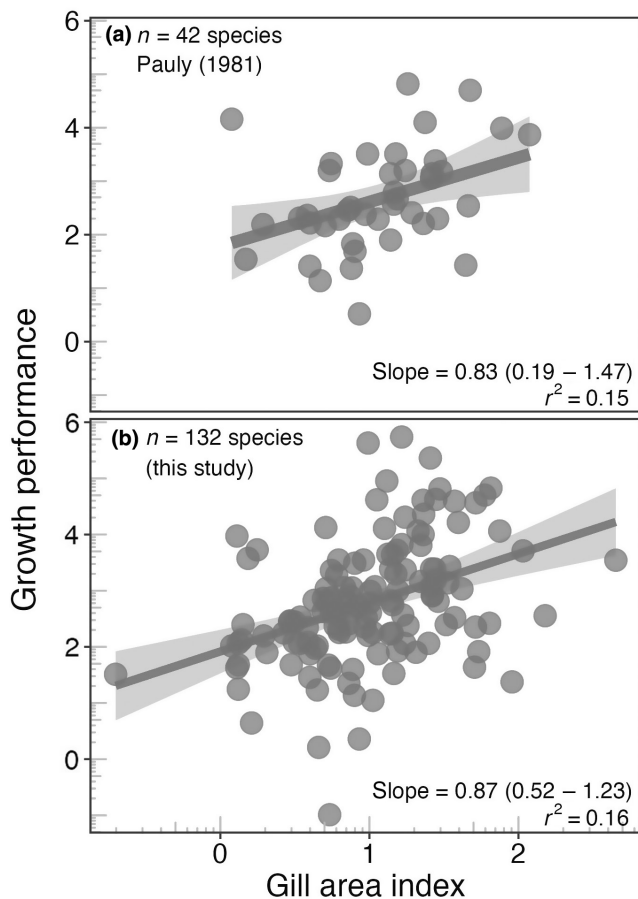 Growth performance
6
(a) n = 42 species
Pauly (1981)
4
2
0
Slope = 0.83 (0.19 − 1.47)
r² = 0.15
6
(b) n = 132 species
(this study)
4
2
0
Slope = 0.87 (0.52 − 1.23)
r² = 0.16
0 1 2
Gill area index